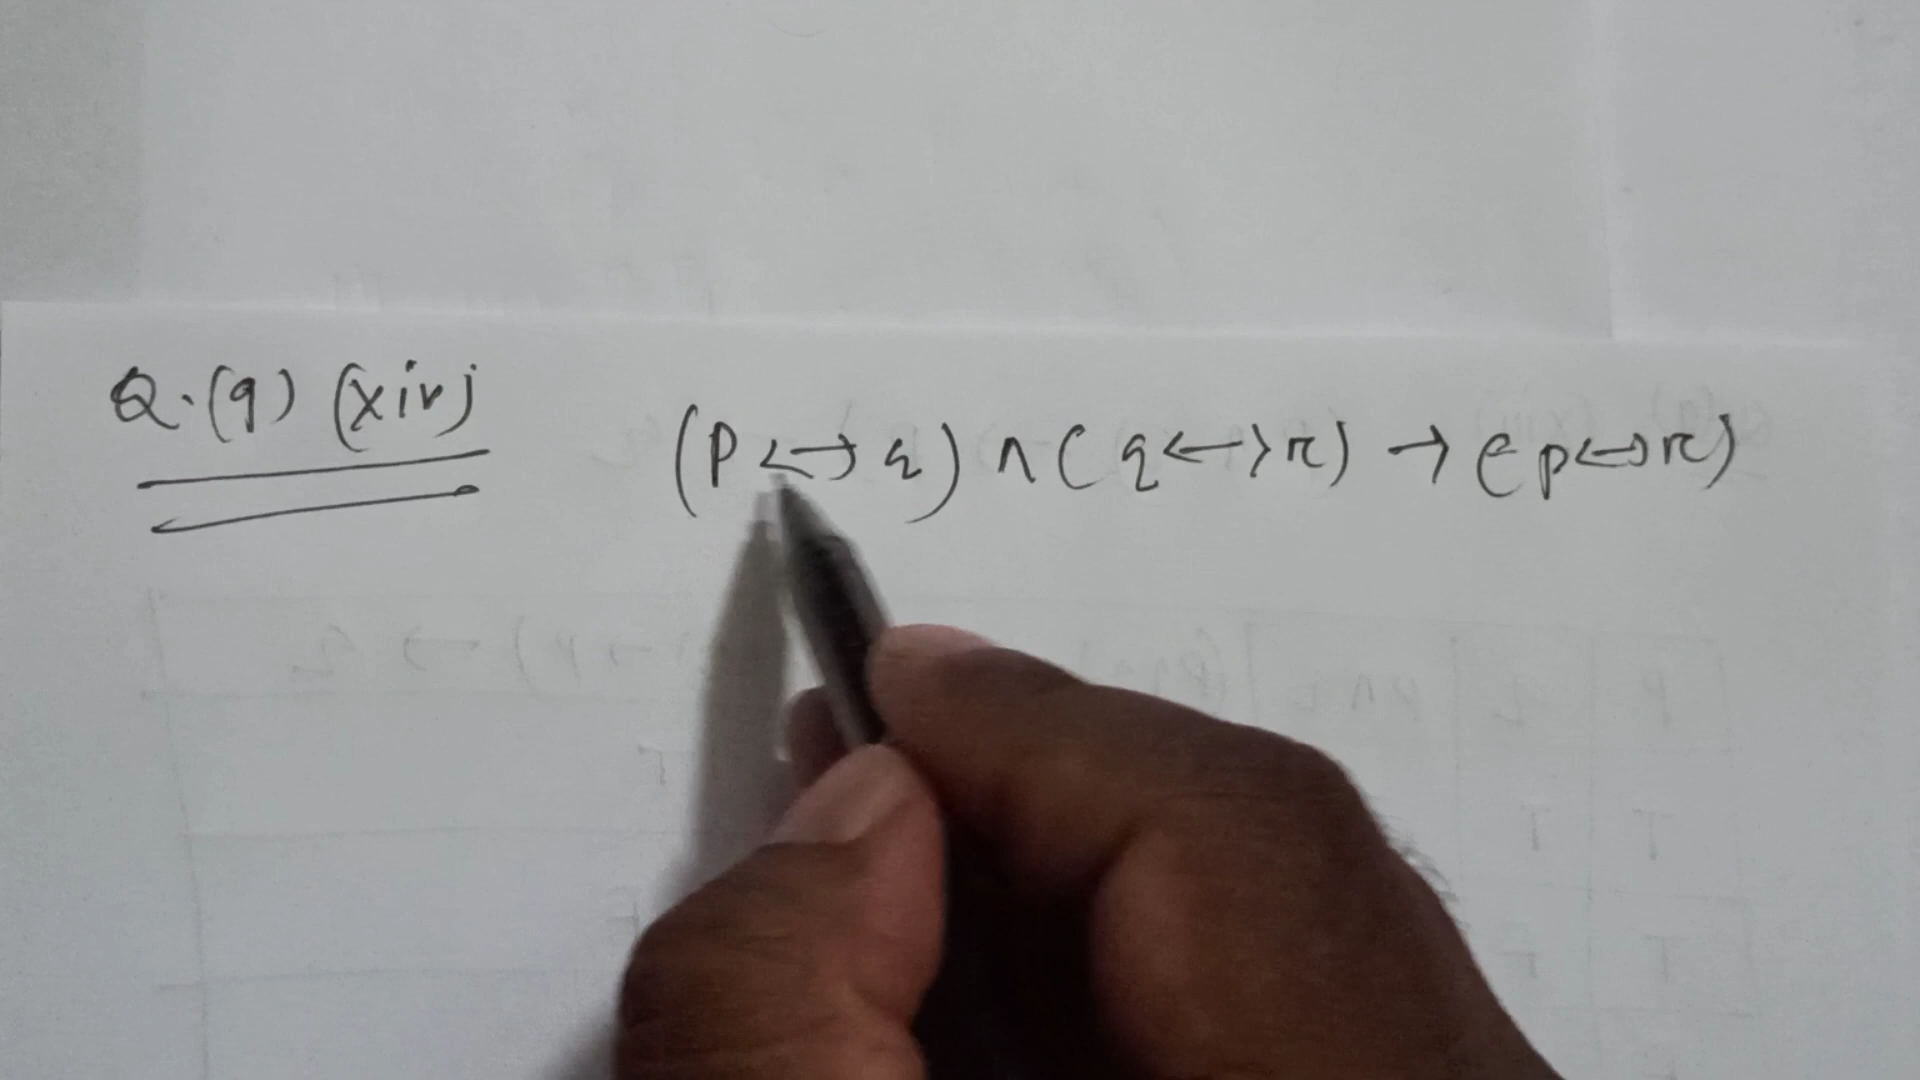 Q.(9) (xiv)
(p ↔ q) ∧ (q ↔ r) → (p ↔ r)